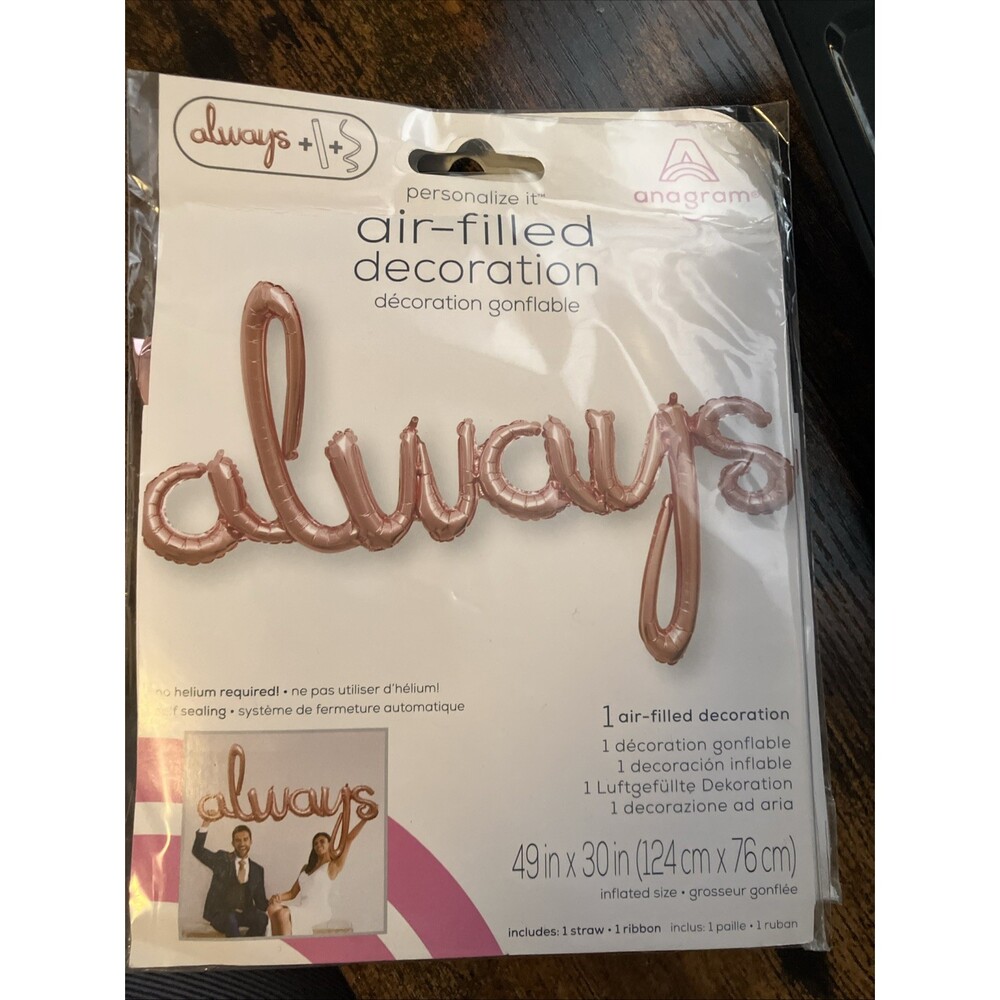 always + +
anagram®
personalize it™
air-filled
decoration
décoration gonflable
always
no helium required! • ne pas utiliser d'hélium!
sealing • système de fermeture automatique
always
1 air-filled decoration
1 décoration gonflable
1 decoración inflable
1 Luftgefüllte Dekoration
1 decorazione ad aria
49 in x 30 in (124 cm x 76 cm)
inflated size • grosseur gonflée
includes: 1 straw • 1 ribbon inclus: 1 paille • 1 ruban